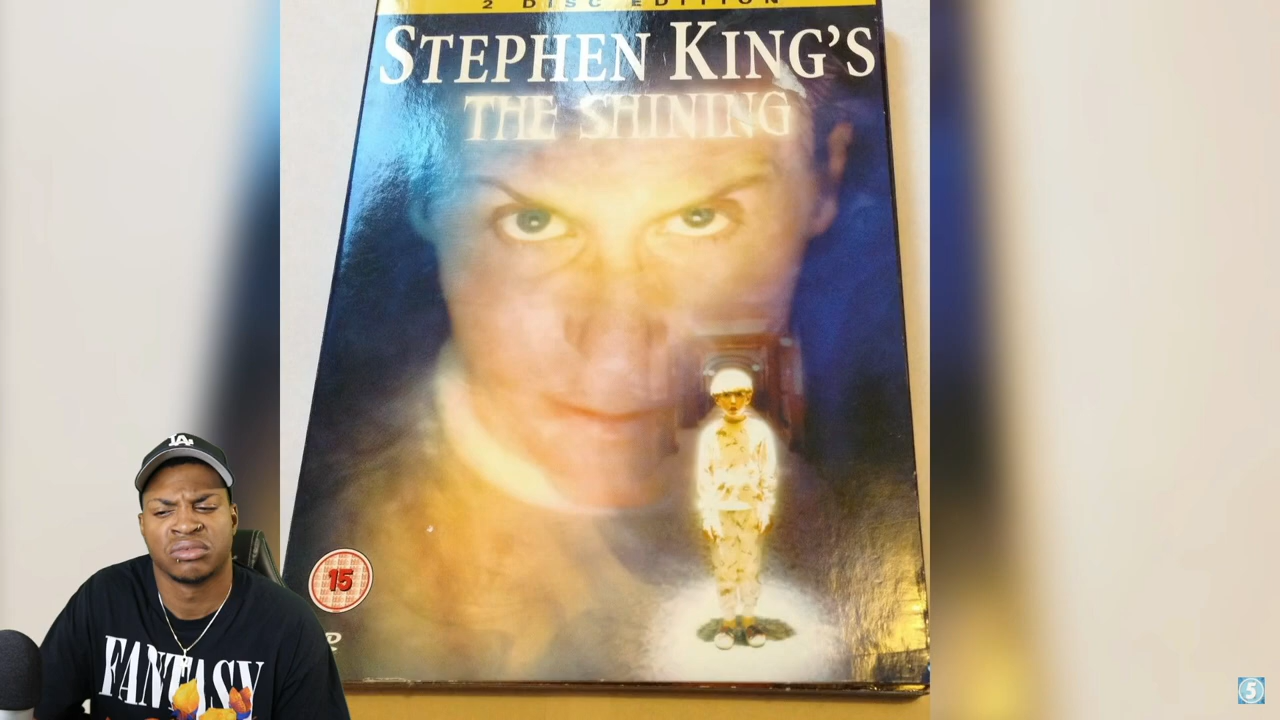 2 DISC EDITION
STEPHEN KING'S
THE SHINING
15
LA
FANTASY
5